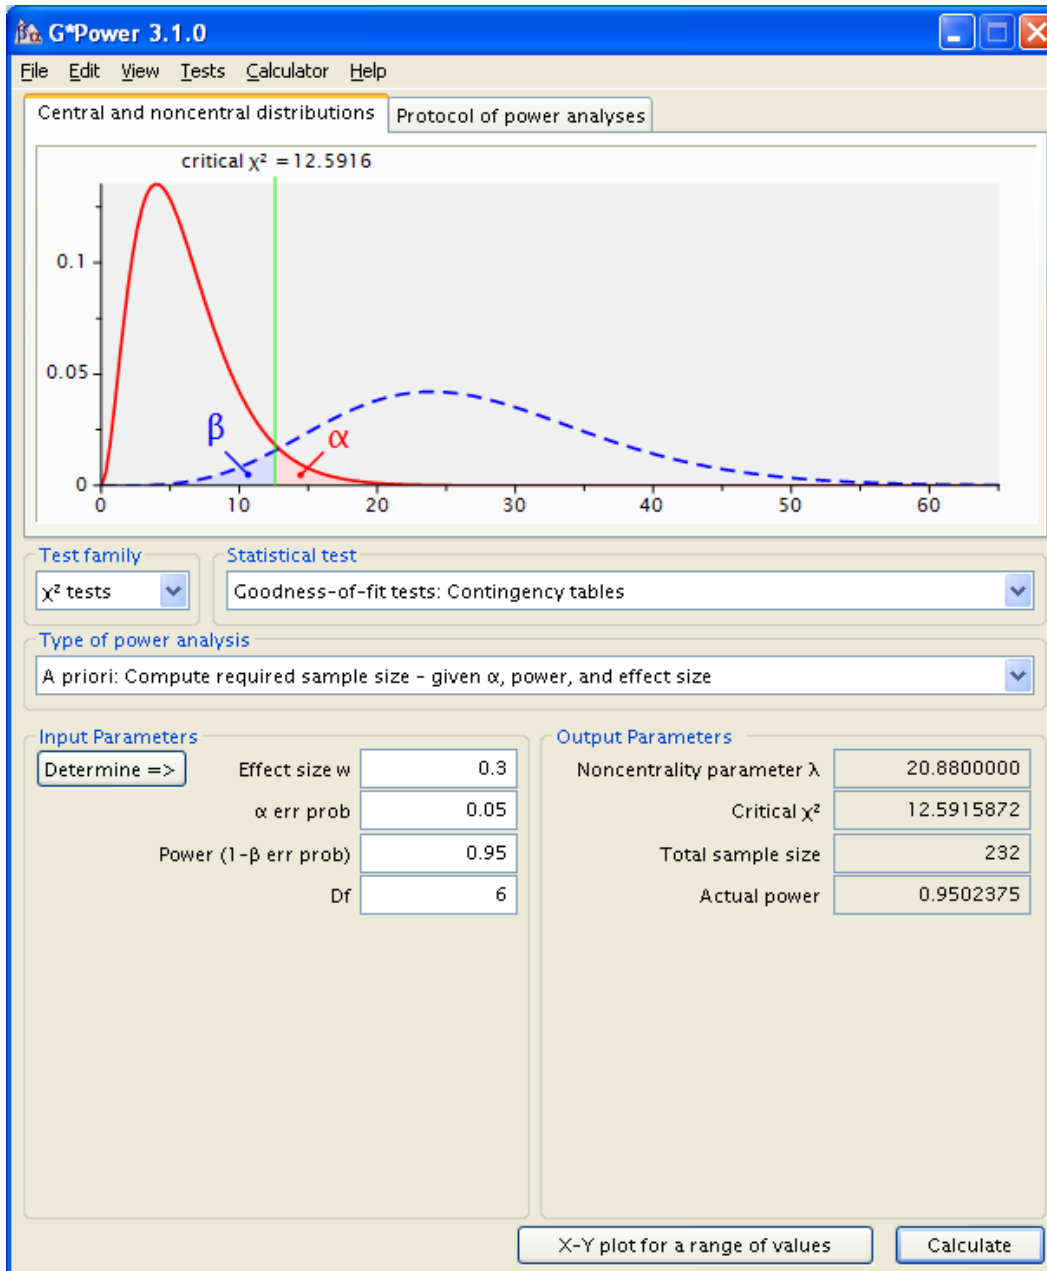 G*Power 3.1.0
File Edit View Tests Calculator Help
Central and noncentral distributions
Protocol of power analyses
critical χ² = 12.5916
0.1
0.05
0
β
α
0 10 20 30 40 50 60
Test family
Statistical test
χ² tests
Goodness-of-fit tests: Contingency tables
Type of power analysis
A priori: Compute required sample size - given α, power, and effect size
Input Parameters
Output Parameters
Determine =>
Effect size w 0.3
Noncentrality parameter λ 20.8800000
α err prob 0.05
Critical χ² 12.5915872
Power (1-β err prob) 0.95
Total sample size 232
Df 6
Actual power 0.9502375
X-Y plot for a range of values
Calculate